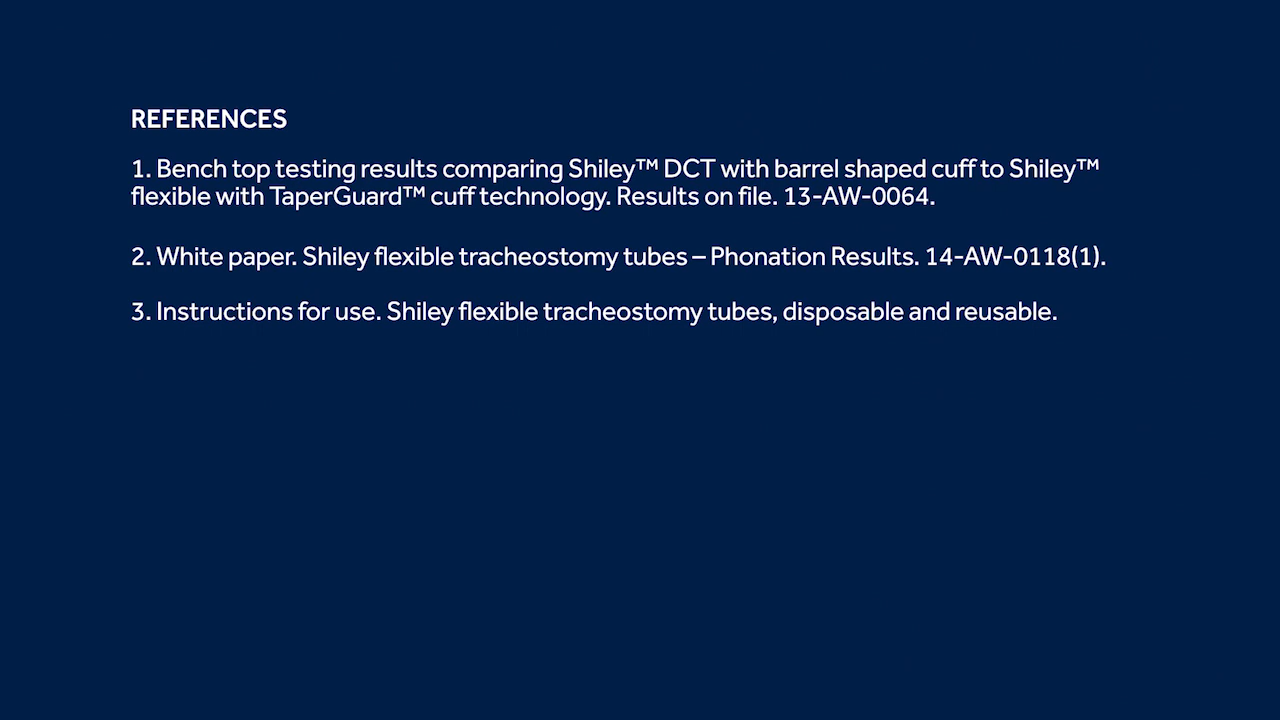 REFERENCES
1. Bench top testing results comparing Shiley™ DCT with barrel shaped cuff to Shiley™
flexible with TaperGuard™ cuff technology. Results on file. 13-AW-0064.
2. White paper. Shiley flexible tracheostomy tubes – Phonation Results. 14-AW-0118(1).
3. Instructions for use. Shiley flexible tracheostomy tubes, disposable and reusable.